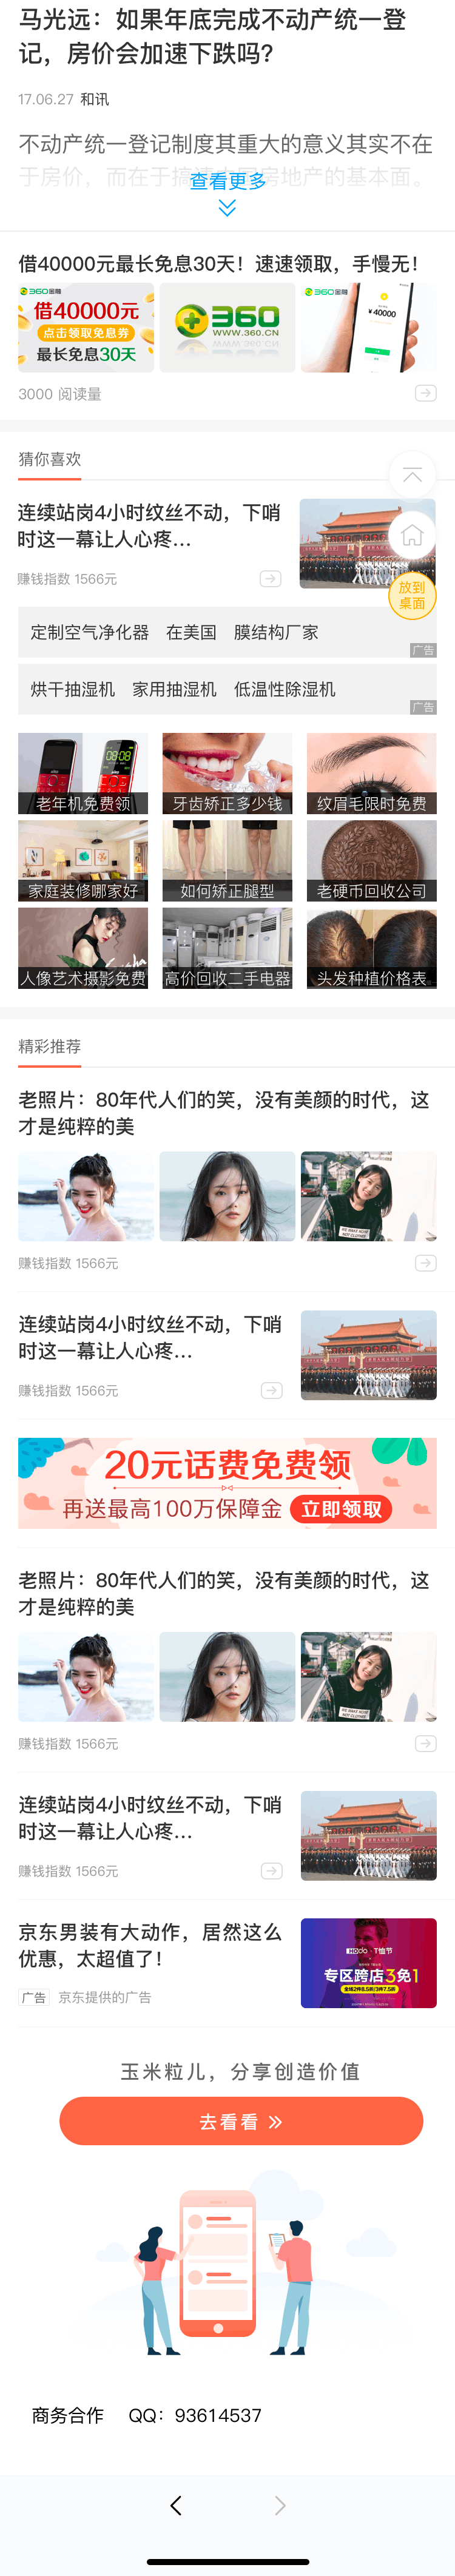 马光远：如果年底完成不动产统一登
记，房价会加速下跌吗？
17.06.27 和讯
不动产统一登记制度其重大的意义其实不在
于房价，而在于搞清中国房地产的基本面。
查看更多
借40000元最长免息30天！速速领取，手慢无！
360金融
借40000元
点击领取免息券
最长免息30天
360
WWW.360.CN
360金融
¥40000
3000 阅读量
猜你喜欢
连续站岗4小时纹丝不动，下哨
时这一幕让人心疼...
赚钱指数 1566元
放到
桌面
定制空气净化器 在美国 膜结构厂家
广告
烘干抽湿机 家用抽湿机 低温性除湿机
广告
08:08
老年机免费领 牙齿矫正多少钱 纹眉毛限时免费
家庭装修哪家好 如何矫正腿型 老硬币回收公司
人像艺术摄影免费 高价回收二手电器 头发种植价格表
精彩推荐
老照片：80年代人们的笑，没有美颜的时代，这
才是纯粹的美
赚钱指数 1566元
连续站岗4小时纹丝不动，下哨
时这一幕让人心疼...
赚钱指数 1566元
20元话费免费领
再送最高100万保障金 立即领取
老照片：80年代人们的笑，没有美颜的时代，这
才是纯粹的美
赚钱指数 1566元
连续站岗4小时纹丝不动，下哨
时这一幕让人心疼...
赚钱指数 1566元
京东男装有大动作，居然这么
优惠，太超值了！
HOdo · T恤节
专区跨店3免1
全场2件8.5折/3件7.5折
广告 京东提供的广告
玉米粒儿，分享创造价值
去看看
商务合作 QQ：93614537